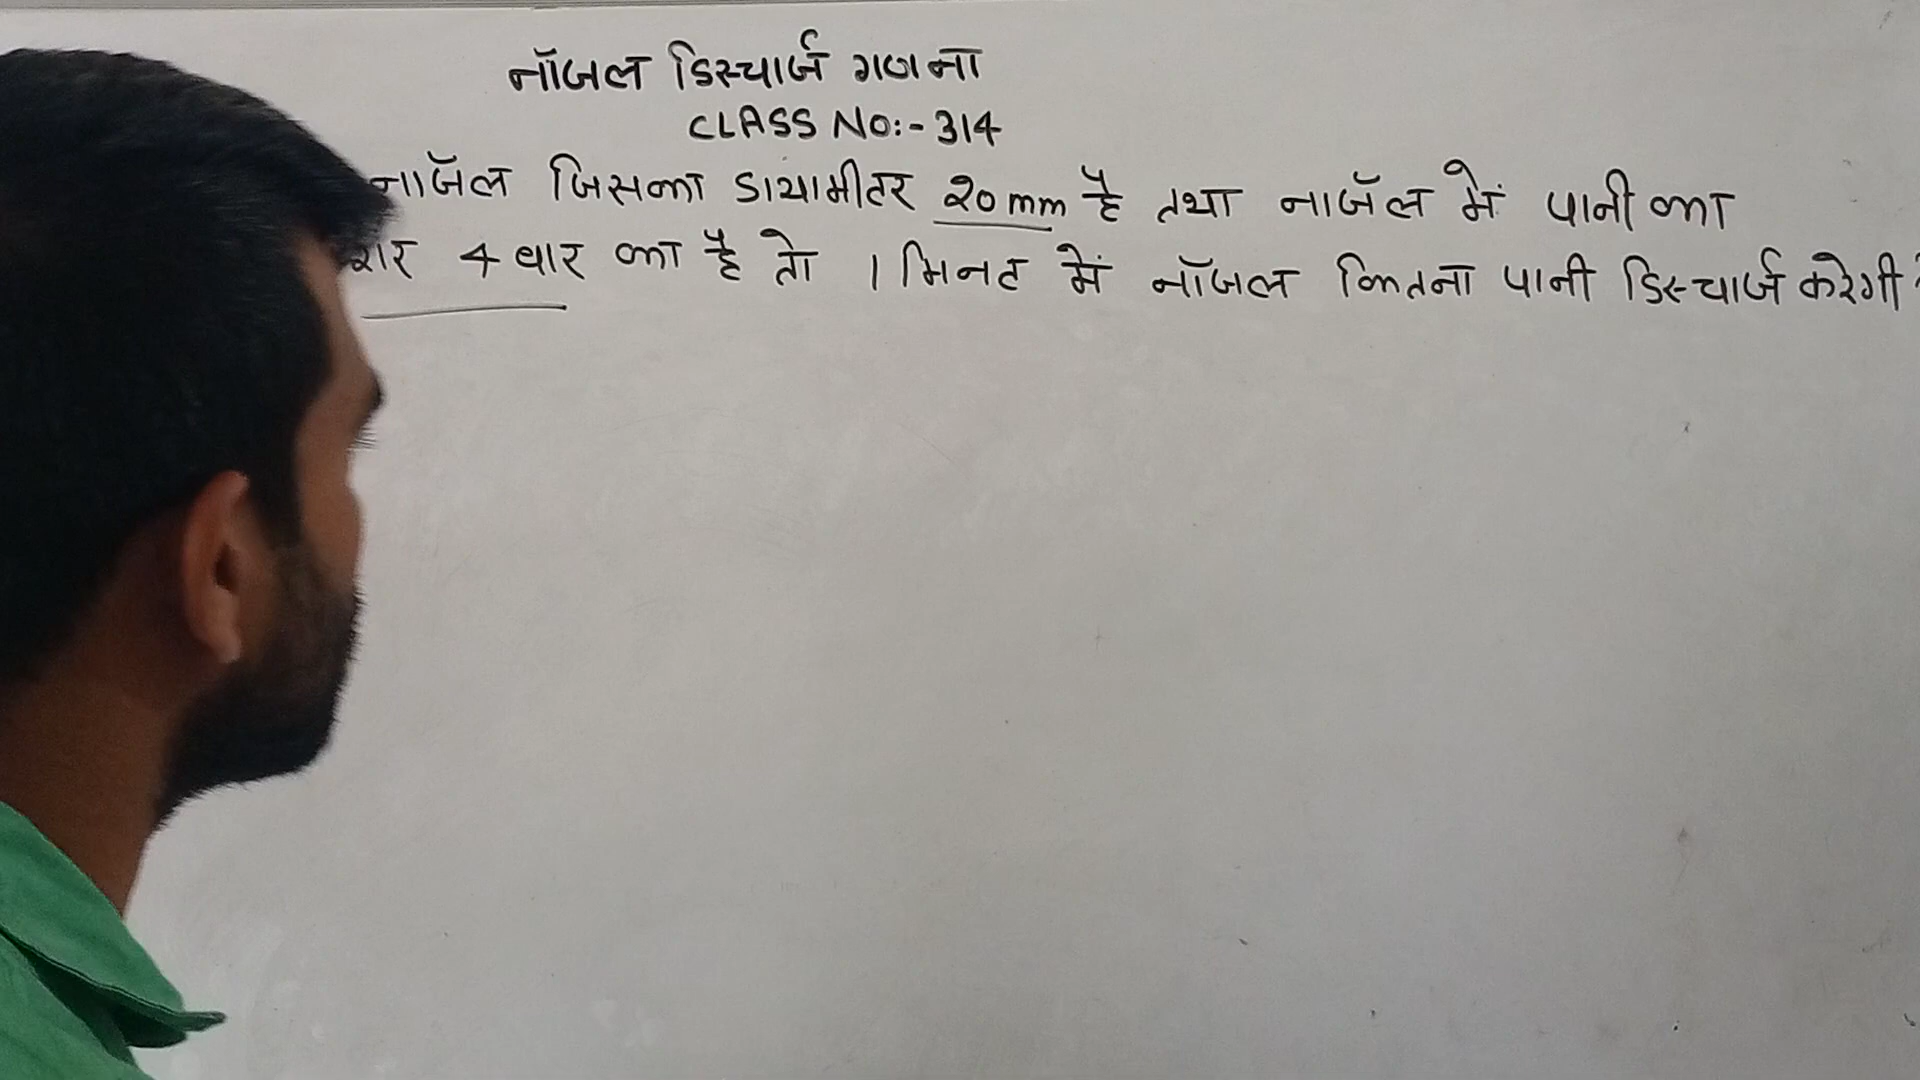 नॉजल डिस्चार्ज गणना
CLASS NO:- 314
नाजॅल जिसका डायामीटर 20 mm है तथा नाजॅल में पानी का
4 बार का है तो 1 मिनट में नॉजल कितना पानी डिस्चार्ज करेगी ?